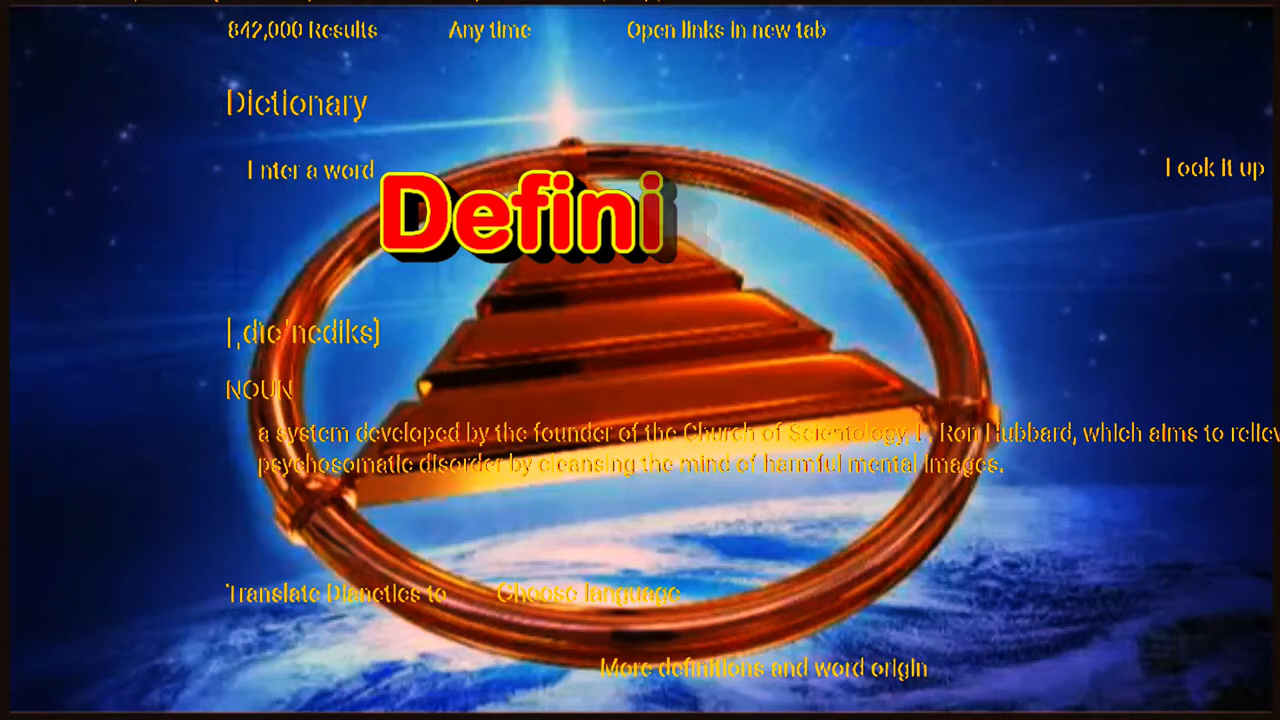 842,000 Results Any time Open links in new tab
Dictionary
Enter a word Look it up
Defini
[ˌdīəˈnediks]
NOUN
a system developed by the founder of the Church of Scientology, L. Ron Hubbard, which aims to reliev
psychosomatic disorder by cleansing the mind of harmful mental images.
Translate Dianetics to Choose language
More definitions and word origin